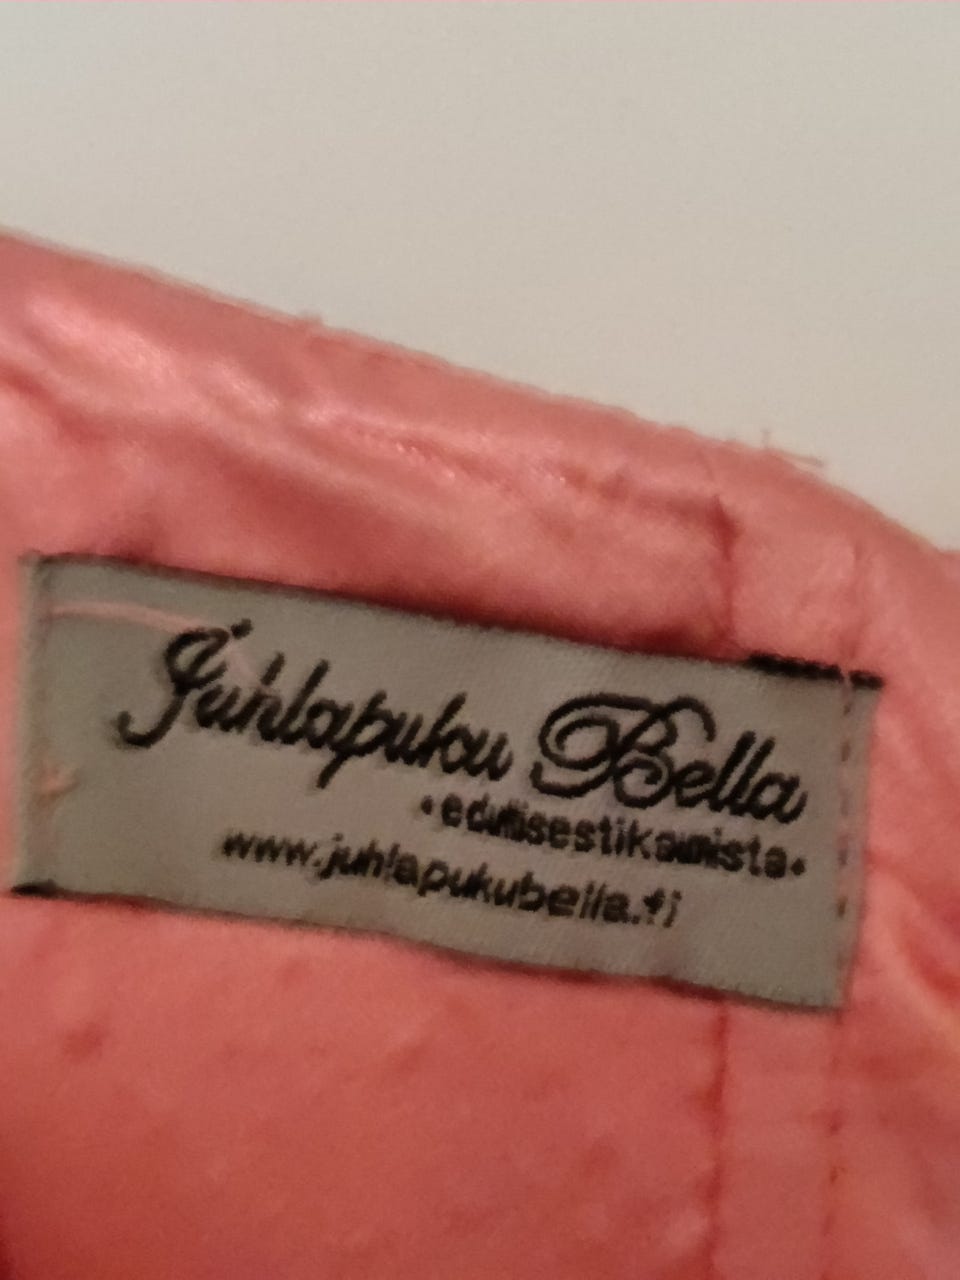 Juhlapuku Bella
•edullisestikaunista•
www.juhlapukubella.fi